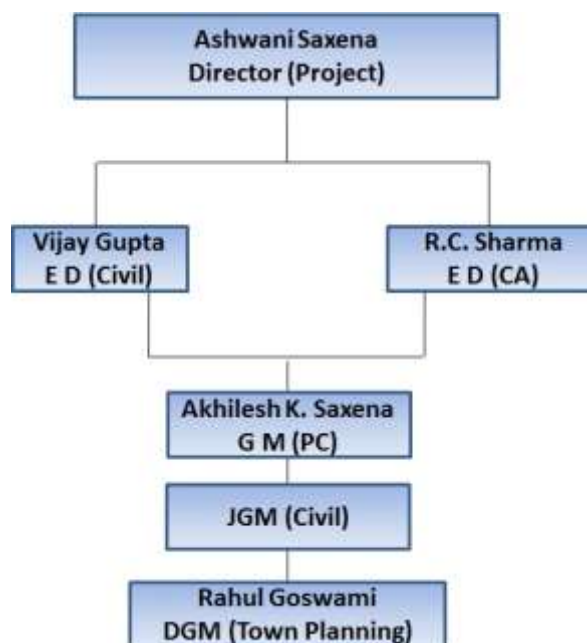 Ashwani Saxena
Director (Project)
Vijay Gupta
E D (Civil)
R.C. Sharma
E D (CA)
Akhilesh K. Saxena
G M (PC)
JGM (Civil)
Rahul Goswami
DGM (Town Planning)